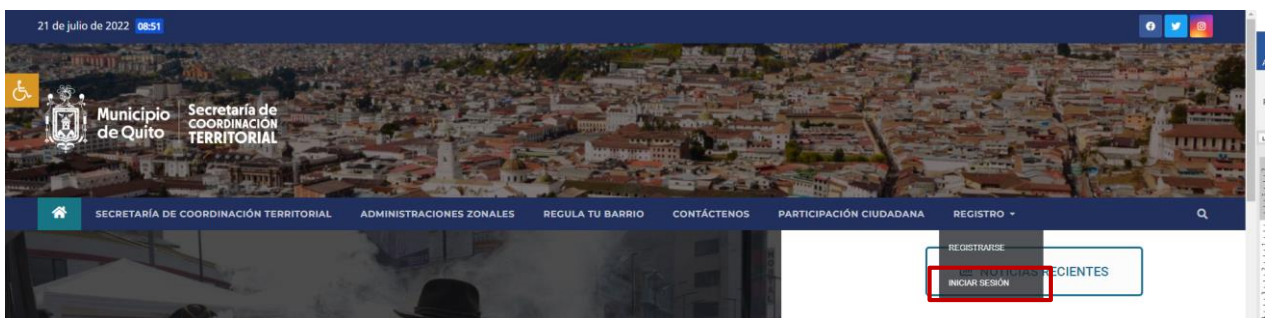 21 de julio de 2022 08:51
Municipio
de Quito
Secretaría de
COORDINACIÓN
TERRITORIAL
SECRETARÍA DE COORDINACIÓN TERRITORIAL ADMINISTRACIONES ZONALES REGULA TU BARRIO CONTÁCTENOS PARTICIPACIÓN CIUDADANA REGISTRO
REGISTRARSE
NOTICIAS RECIENTES
INICIAR SESIÓN